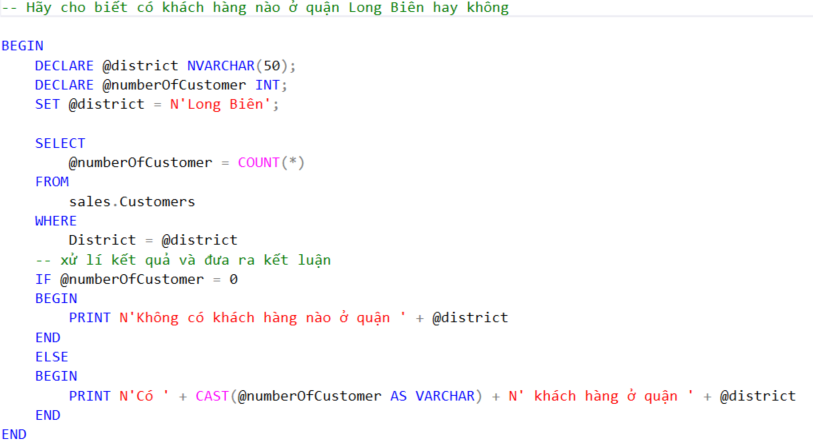 -- Hãy cho biết có khách hàng nào ở quận Long Biên hay không
BEGIN
DECLARE @district NVARCHAR(50);
DECLARE @numberOfCustomer INT;
SET @district = N'Long Biên';
SELECT
@numberOfCustomer = COUNT(*)
FROM
sales.Customers
WHERE
District = @district
-- xử lí kết quả và đưa ra kết luận
IF @numberOfCustomer = 0
BEGIN
PRINT N'Không có khách hàng nào ở quận ' + @district
END
ELSE
BEGIN
PRINT N'Có ' + CAST(@numberOfCustomer AS VARCHAR) + N' khách hàng ở quận ' + @district
END
END